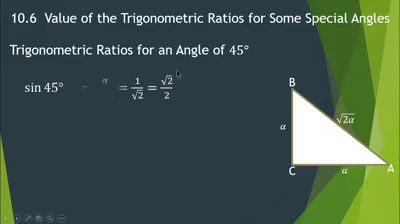 10.6 Value of the Trigonometric Ratios for Some Special Angles
Trigonometric Ratios for an Angle of 45°
sin 45° = α = 1/√2 = √2/2
B
α
√2α
C
α
A